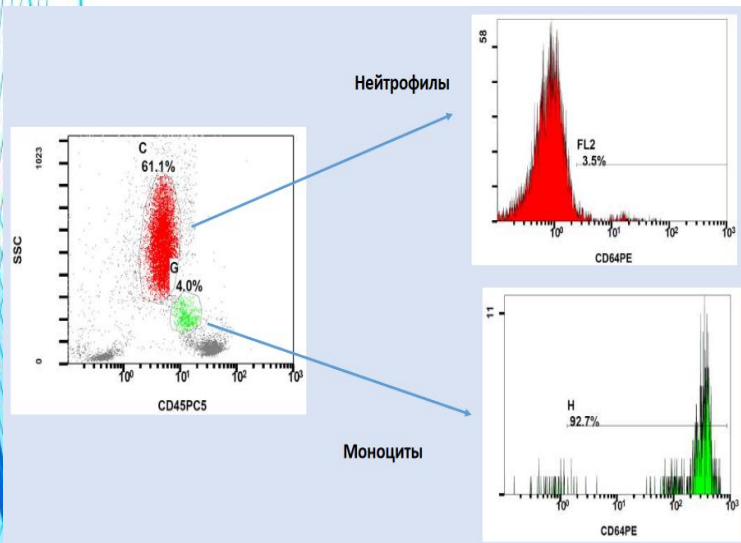 Нейтрофилы
58
FL2
3.5%
10⁰ 10¹ 10² 10³
CD64PE
C
61.1%
1023
SSC
G
4.0%
0
10⁰ 10¹ 10² 10³
CD45PC5
Моноциты
11
H
92.7%
10⁰ 10¹ 10² 10³
CD64PE